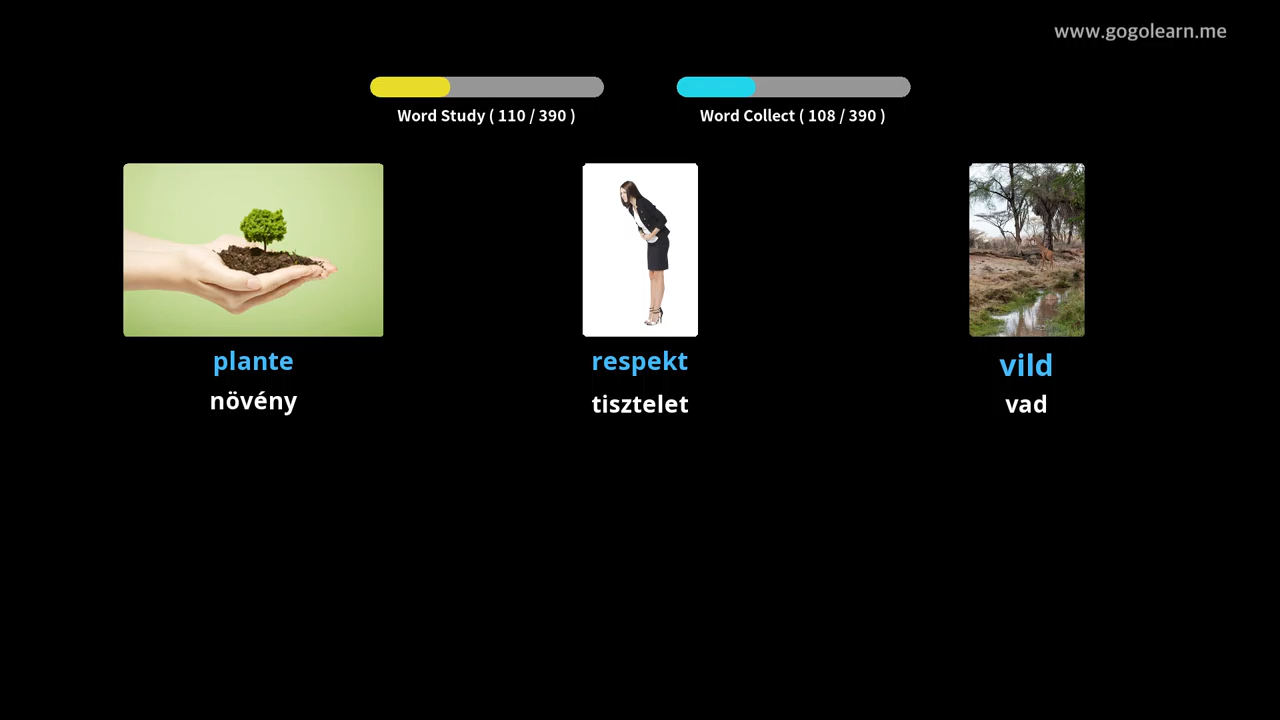 www.gogolearn.me
Word Study ( 110 / 390 )
Word Collect ( 108 / 390 )
plante
respekt
vild
növény
tisztelet
vad